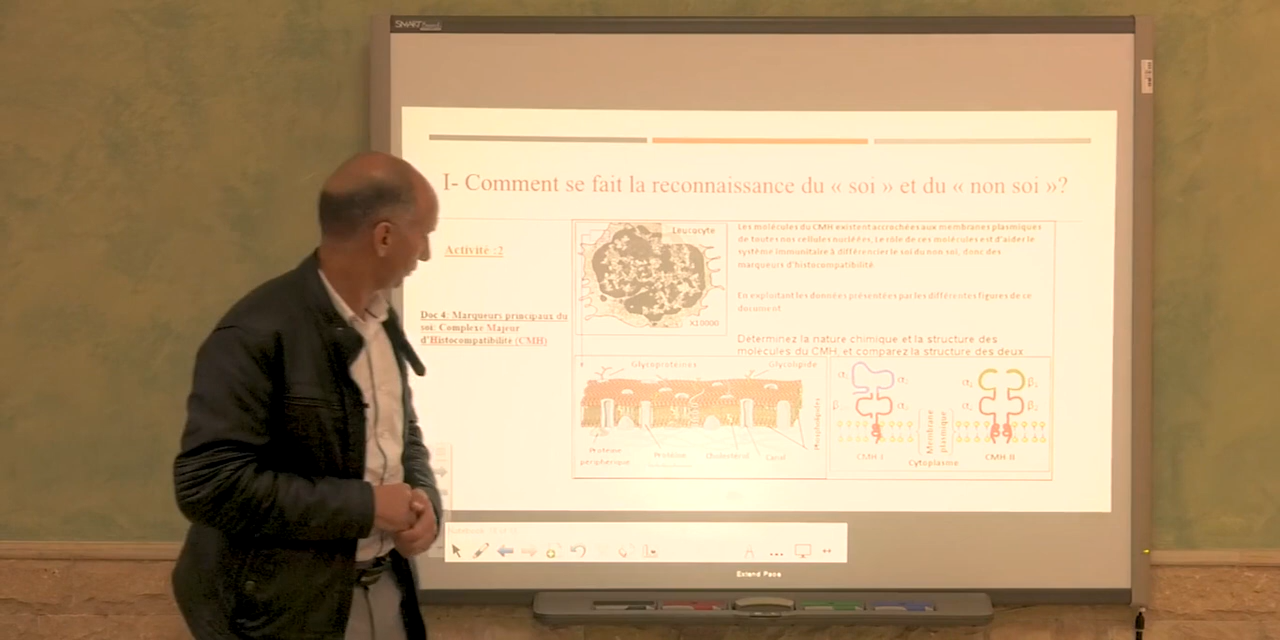 SMART
I- Comment se fait la reconnaissance du « soi » et du « non soi »?
Activité :2
Doc 4: Marqueurs principaux du
soi: Complexe Majeur
d'Histocompatibilité (CMH)
Leucocyte
X10000
Les molécules du CMH existent accrochées aux membranes plasmiques
de toutes nos cellules nucléées. Le rôle de ces molécules est d'aider le
système immunitaire à différencier le soi du non soi, donc des
marqueurs d'histocompatibilité.
En exploitant les données présentées par les différentes figures de ce
document:
Déterminez la nature chimique et la structure des
molécules du CMH, et comparez la structure des deux
Glycoprotéines
Glycolipide
Phospholipides
Protéine
périphérique
Protéine
Cholestérol
Canal
Membrane
plasmique
CMH I
Cytoplasme
CMH II
Extend Page